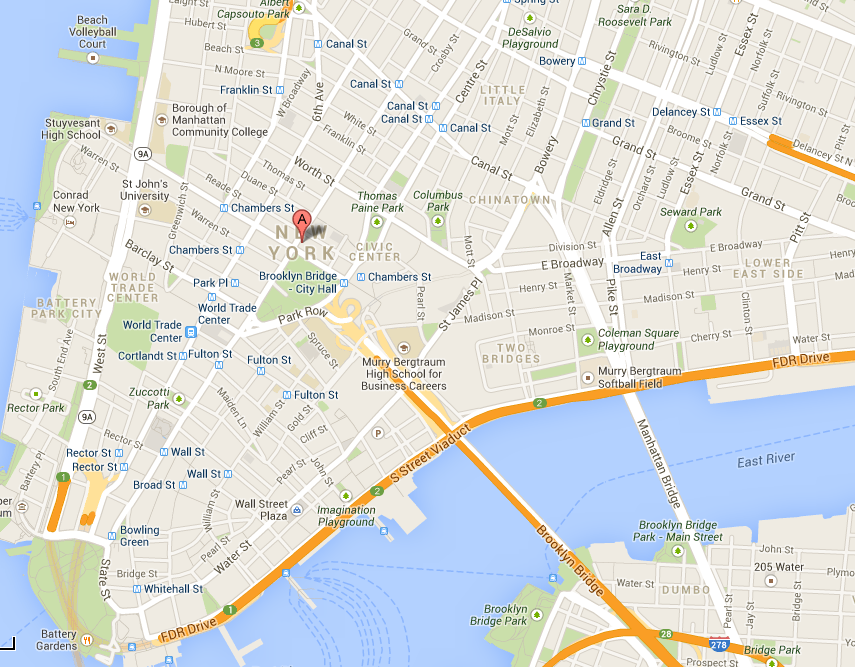 Albert
Capsouto Park
Laight St
Spring St
Sara D.
Roosevelt Park
Beach
Volleyball
Court
Hubert St
3
Canal St
DeSalvio
Playground
Essex St
Norfolk St
Ludlow St
Beach St
Grand St
Crosby St
Rivington St
N Moore St
Bowery
Chrystie St
Suffolk St
Franklin St
W Broadway
6th Ave
Canal St
Centre St
LITTLE
ITALY
Elizabeth St
Rivington St
Borough of
Manhattan
Community College
Canal St
Canal St
Canal St
Mott St
Delancey St
Essex St
Stuyvesant
High School
White St
Franklin St
Grand St
Grand St
Broome St
Delancey St N
Pitt St
9A
Warren St
Worth St
Canal St
Bowery
Norfolk St
Ludlow St
Essex St
Thomas St
Duane St
Reade St
St John's
University
Thomas
Paine Park
Columbus
Park
CHINATOWN
Eldridge St
Orchard St
Allen St
Grand St
Conrad
New York
Greenwich St
Warren St
Chambers St
A
Seward Park
Pitt St
NEW
YORK
Barclay St
Chambers St
CIVIC
CENTER
Mott St
Division St
E Broadway
East
Broadway
E Broadway
LOWER
EAST SIDE
Henry St
Henry St
WORLD
TRADE
CENTER
Park Pl
Brooklyn Bridge
- City Hall
Chambers St
Pearl St
Henry St
Market St
Pike St
Madison St
Clinton St
BATTERY
PARK CITY
World Trade
Center
Park Row
St James Pl
Madison St
Monroe St
World Trade
Center
Coleman Square
Playground
Cherry St
Water St
South End Ave
West St
Cortlandt St
Fulton St
Spruce St
TWO
BRIDGES
Fulton St
Murry Bergtraum
High School for
Business Careers
Murry Bergtraum
Softball Field
FDR Drive
2
Zuccotti
Park
Maiden Ln
Fulton St
2
Rector Park
9A
William St
Gold St
Cliff St
P
Rector St
Wall St
S Street Viaduct
Manhattan Bridge
Rector St
Rector St
Battery Pl
Wall St
Pearl St
John St
East River
1
Broad St
2
Wall Street
Plaza
Imagination
Playground
William St
Bowling
Green
Pearl St
Water St
Brooklyn Bridge
Brooklyn Bridge
Park - Main Street
John St
Bridge St
State St
Whitehall St
Water St
205 Water
Plymo
DUMBO
1
FDR Drive
Battery
Gardens
Brooklyn
Bridge Park
Pearl St
Jay St
Bridge St
28
278
Bridge Park
Prospect St